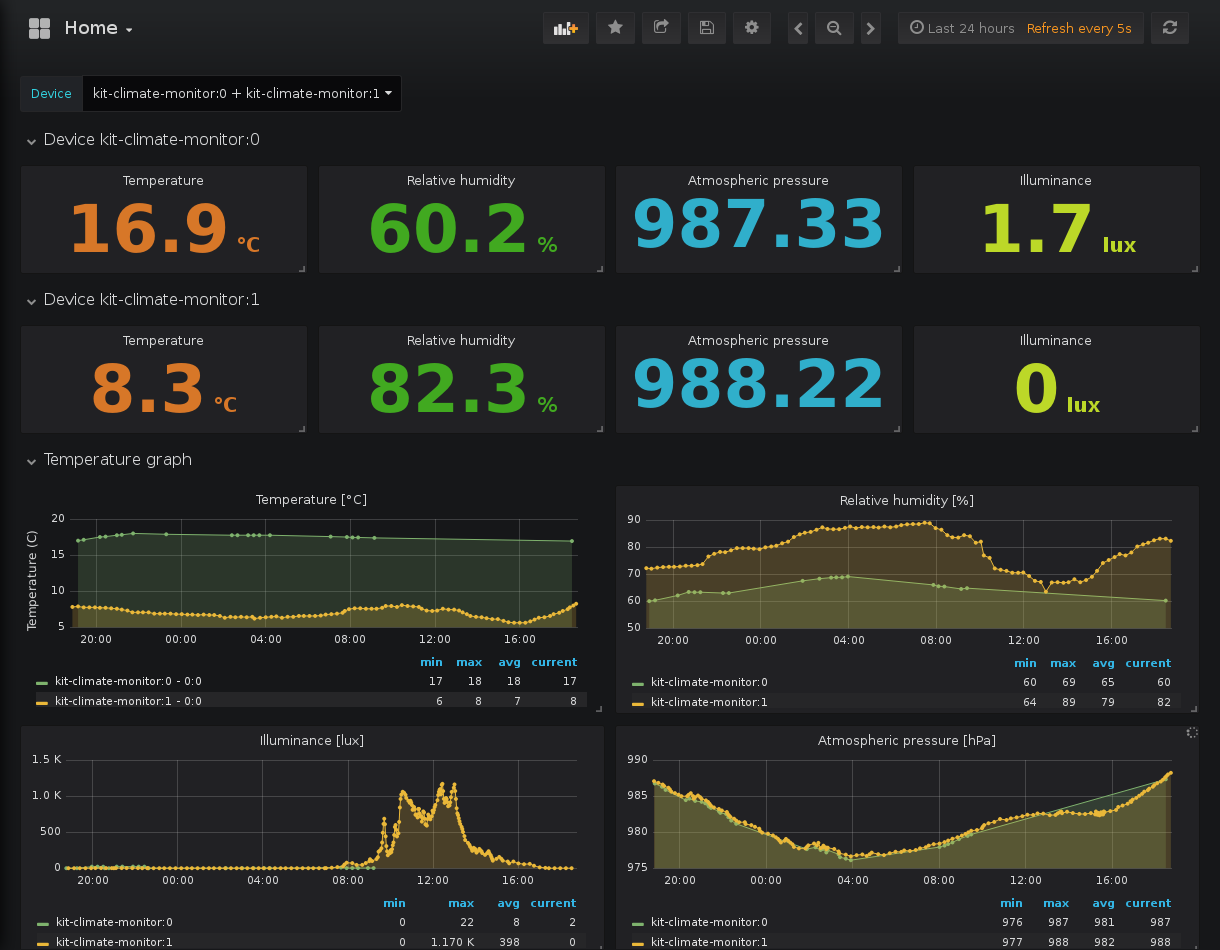 Home
Last 24 hours Refresh every 5s
Device kit-climate-monitor:0 + kit-climate-monitor:1
Device kit-climate-monitor:0
Temperature Relative humidity Atmospheric pressure Illuminance
16.9 °C 60.2 % 987.33 1.7 lux
Device kit-climate-monitor:1
Temperature Relative humidity Atmospheric pressure Illuminance
8.3 °C 82.3 % 988.22 0 lux
Temperature graph
Temperature [°C]
Temperature (C)
20
15
10
5
20:00 00:00 04:00 08:00 12:00 16:00
min max avg current
kit-climate-monitor:0 - 0:0 17 18 18 17
kit-climate-monitor:1 - 0:0 6 8 7 8
Relative humidity [%]
90
80
70
60
50
20:00 00:00 04:00 08:00 12:00 16:00
min max avg current
kit-climate-monitor:0 60 69 65 60
kit-climate-monitor:1 64 89 79 82
Illuminance [lux]
1.5 K
1.0 K
500
0
20:00 00:00 04:00 08:00 12:00 16:00
min max avg current
kit-climate-monitor:0 0 22 8 2
kit-climate-monitor:1 0 1.170 K 398 0
Atmospheric pressure [hPa]
990
985
980
975
20:00 00:00 04:00 08:00 12:00 16:00
min max avg current
kit-climate-monitor:0 976 987 981 987
kit-climate-monitor:1 977 988 982 988